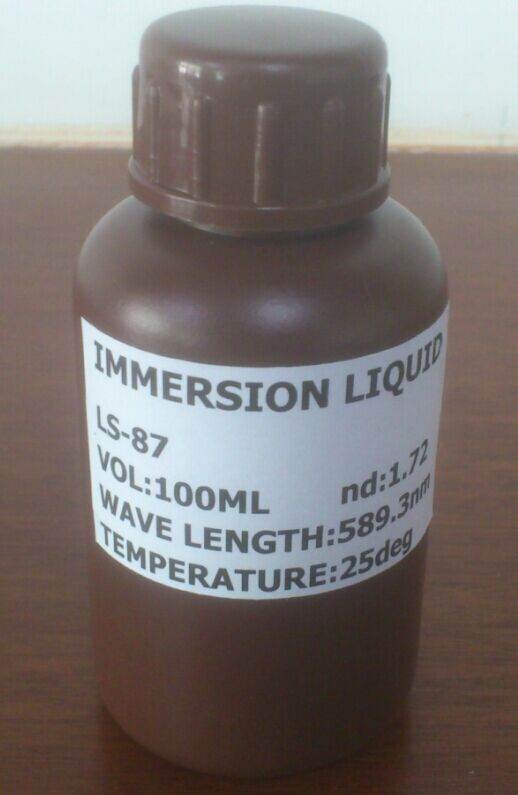 IMMERSION LIQUID
LS-87
VOL:100ML nd:1.72
WAVE LENGTH:589.3nm
TEMPERATURE:25deg